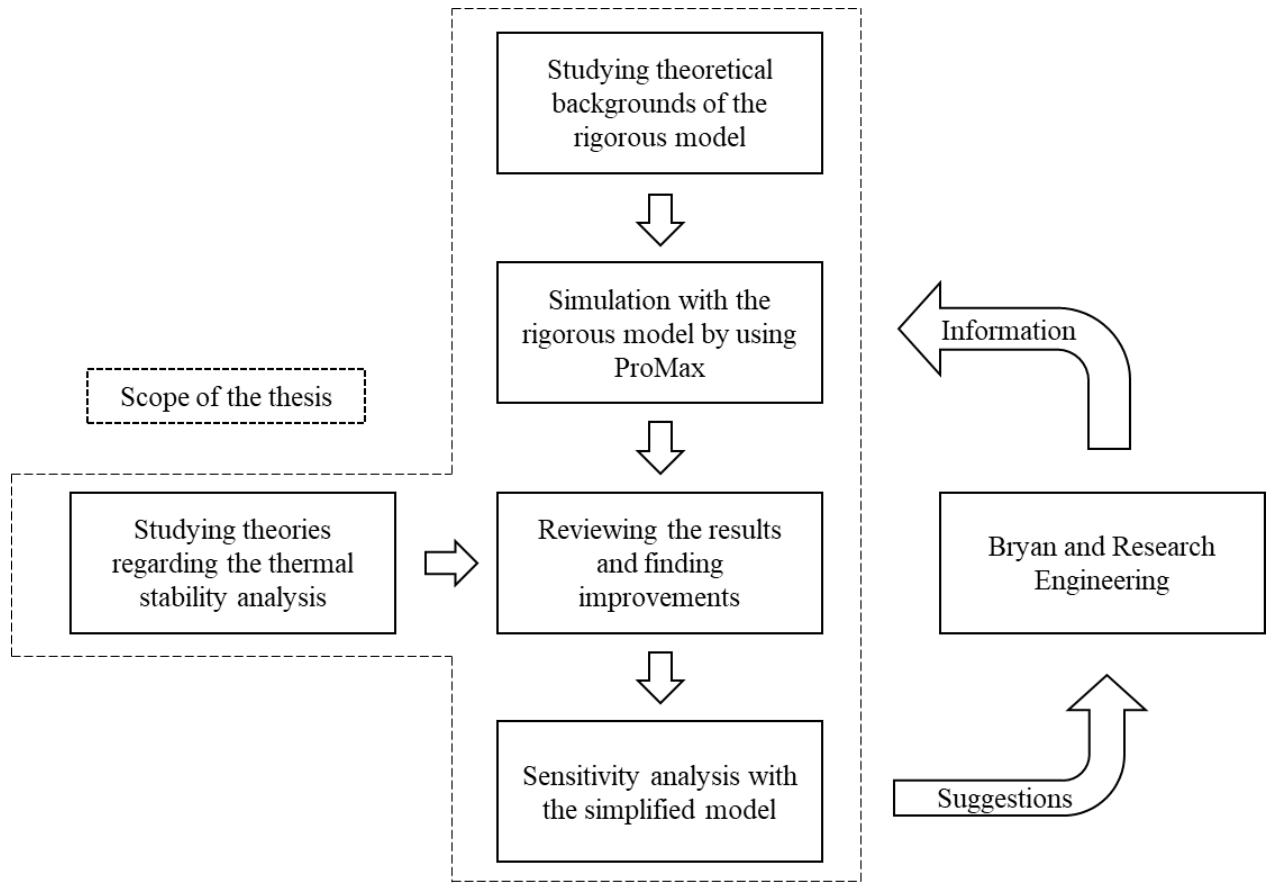 Studying theoretical
backgrounds of the
rigorous model
Simulation with the
rigorous model by using
ProMax
Information
Scope of the thesis
Studying theories
regarding the thermal
stability analysis
Reviewing the results
and finding
improvements
Bryan and Research
Engineering
Sensitivity analysis with
the simplified model
Suggestions